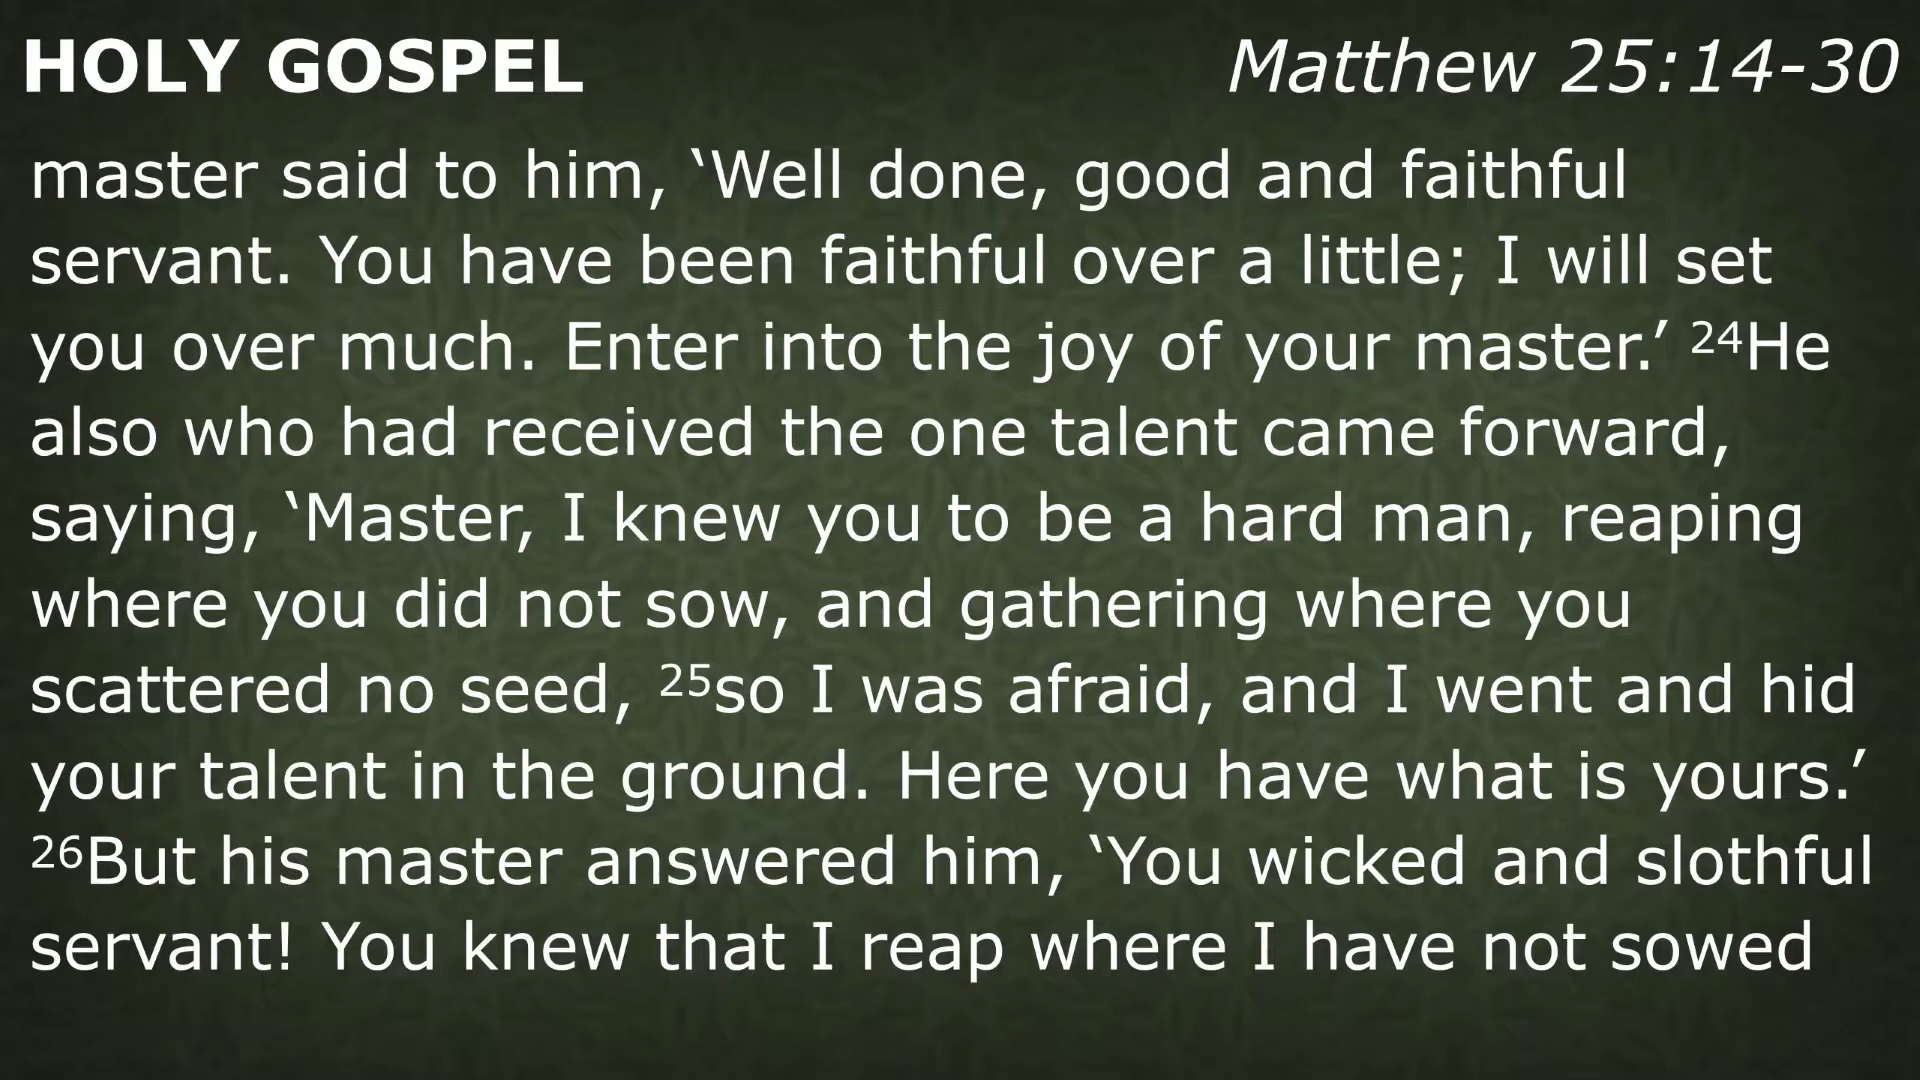 HOLY GOSPEL Matthew 25:14-30
master said to him, ‘Well done, good and faithful
servant. You have been faithful over a little; I will set
you over much. Enter into the joy of your master.’ ²⁴He
also who had received the one talent came forward,
saying, ‘Master, I knew you to be a hard man, reaping
where you did not sow, and gathering where you
scattered no seed, ²⁵so I was afraid, and I went and hid
your talent in the ground. Here you have what is yours.’
²⁶But his master answered him, ‘You wicked and slothful
servant! You knew that I reap where I have not sowed